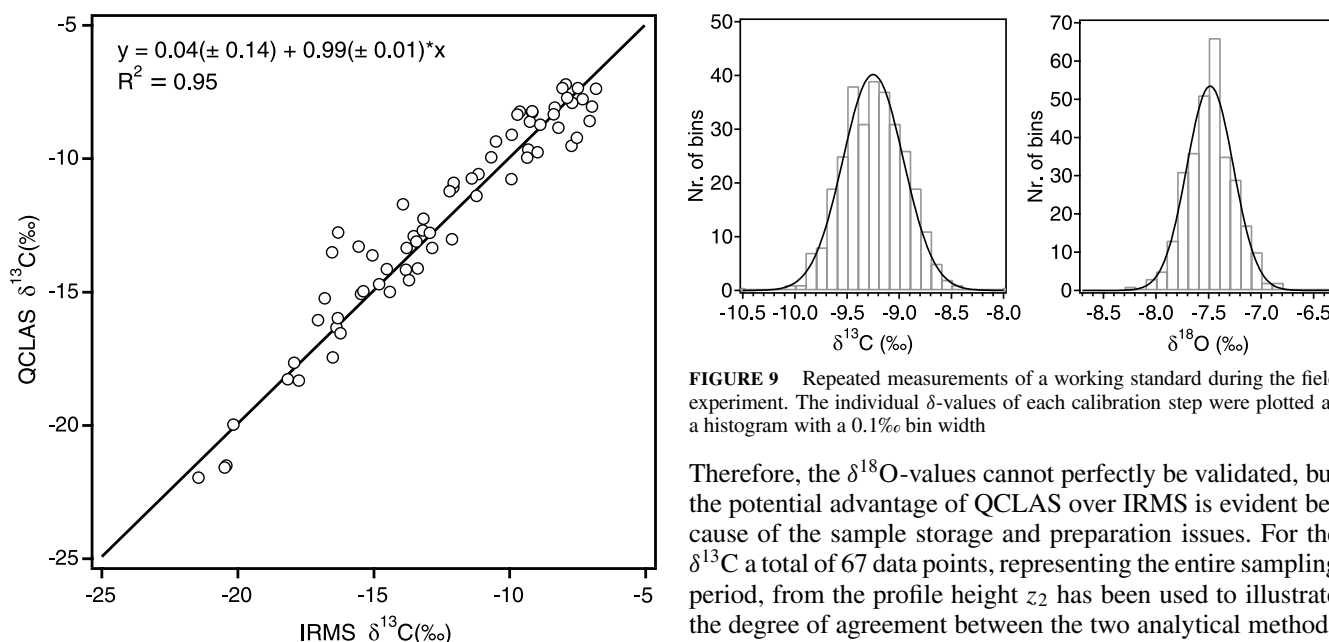 -5
-10
-15
-20
-25
QCLAS δ13C(‰)
y = 0.04(± 0.14) + 0.99(± 0.01)*x
R2 = 0.95
-25 -20 -15 -10 -5
IRMS δ13C(‰)
50
40
30
20
10
0
Nr. of bins
-10.5 -10.0 -9.5 -9.0 -8.5 -8.0
δ13C (‰)
70
60
50
40
30
20
10
0
Nr. of bins
-8.5 -8.0 -7.5 -7.0 -6.5
δ18O (‰)
FIGURE 9 Repeated measurements of a working standard during the field
experiment. The individual δ-values of each calibration step were plotted a
a histogram with a 0.1‰ bin width
Therefore, the δ18O-values cannot perfectly be validated, bu
the potential advantage of QCLAS over IRMS is evident be
cause of the sample storage and preparation issues. For the
δ13C a total of 67 data points, representing the entire sampling
period, from the profile height z2 has been used to illustrate
the degree of agreement between the two analytical method